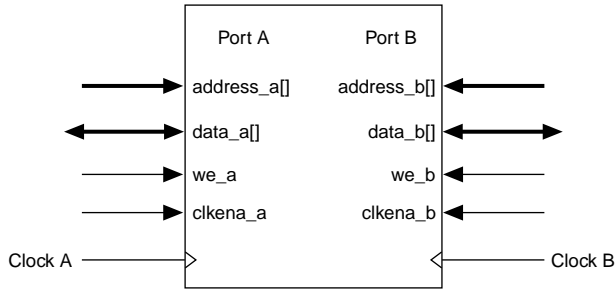 Port A Port B
address_a[] address_b[]
data_a[] data_b[]
we_a we_b
clkena_a clkena_b
Clock A Clock B